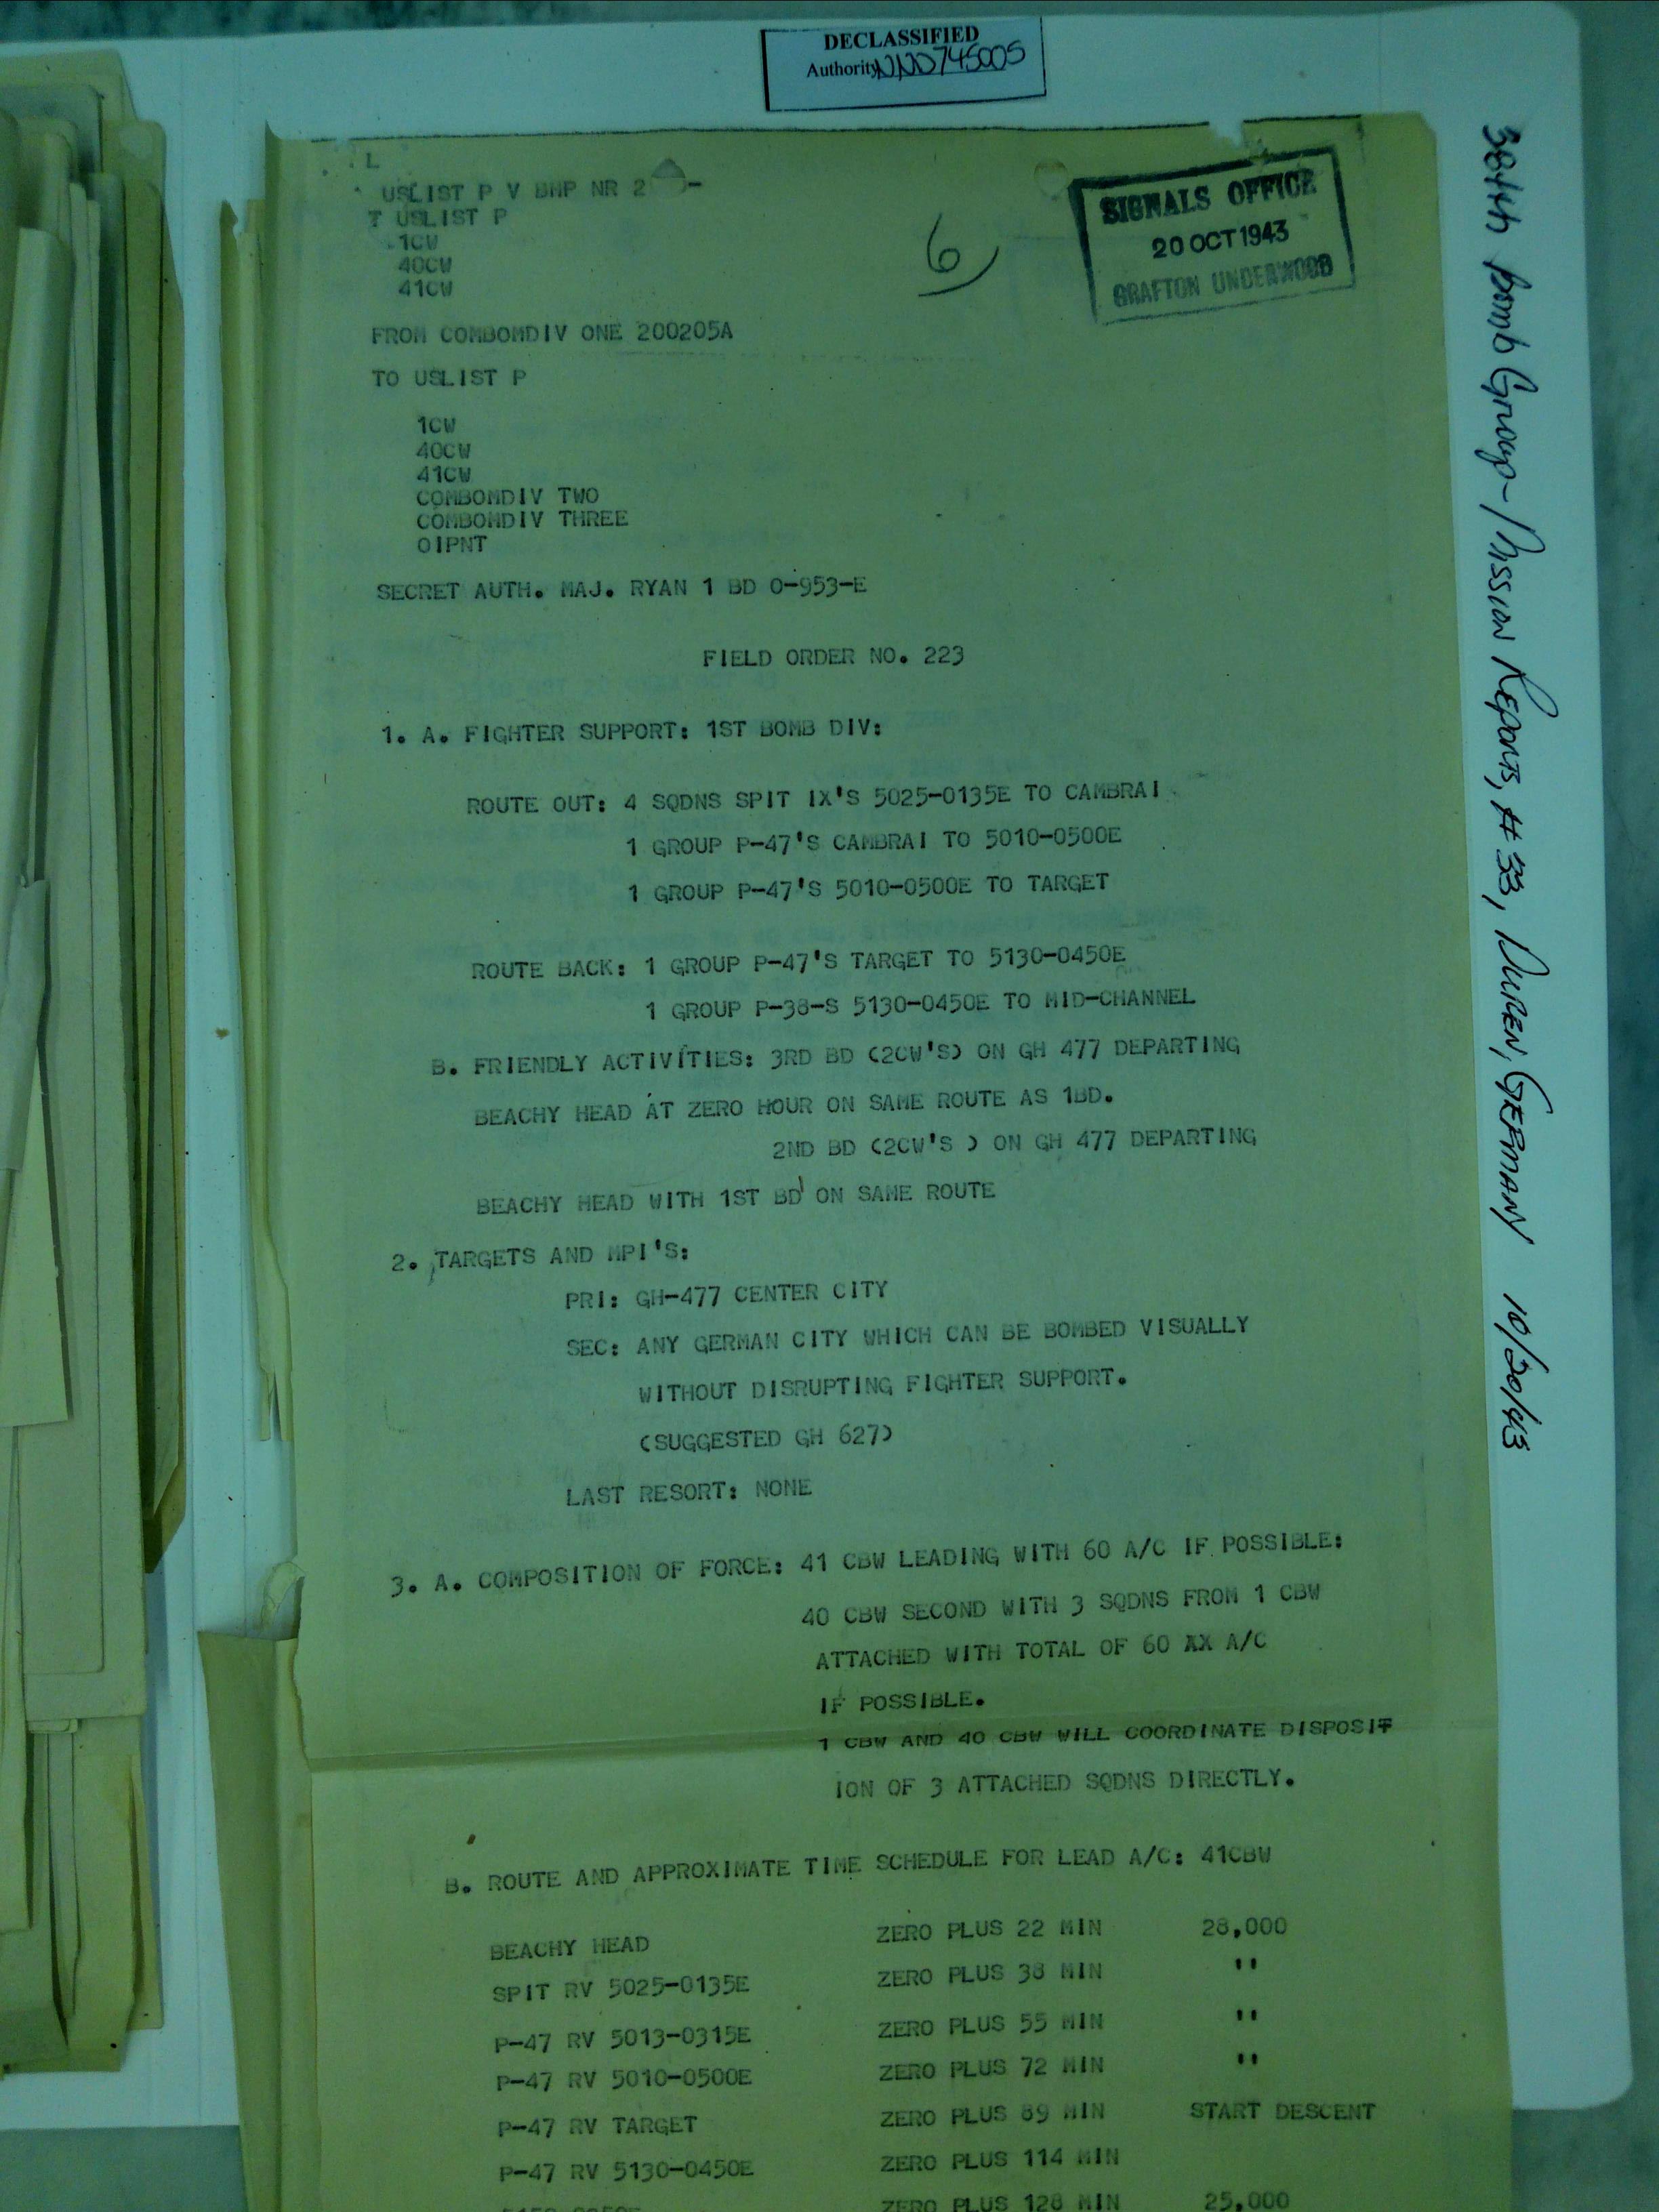 DECLASSIFIED
Authority NND745005
L
USLIST P V BHP NR 2 -
T USLIST P
1CW
40CW
41CW
6
SIGNALS OFFICE
20 OCT 1943
GRAFTON UNDERWOOD
FROM COMBOMDIV ONE 200205A
TO USLIST P
1CW
40CW
41CW
COMBOMDIV TWO
COMBOMDIV THREE
OIPNT
SECRET AUTH. MAJ. RYAN 1 BD O-953-E
FIELD ORDER NO. 223
1. A. FIGHTER SUPPORT: 1ST BOMB DIV:
ROUTE OUT: 4 SQDNS SPIT IX'S 5025-0135E TO CAMBRAI
1 GROUP P-47'S CAMBRAI TO 5010-0500E
1 GROUP P-47'S 5010-0500E TO TARGET
ROUTE BACK: 1 GROUP P-47'S TARGET TO 5130-0450E
1 GROUP P-38-S 5130-0450E TO MID-CHANNEL
B. FRIENDLY ACTIVITIES: 3RD BD (2CW'S) ON GH 477 DEPARTING
BEACHY HEAD AT ZERO HOUR ON SAME ROUTE AS 1BD.
2ND BD (2CW'S ) ON GH 477 DEPARTING
BEACHY HEAD WITH 1ST BD ON SAME ROUTE
2. TARGETS AND MPI'S:
PRI: GH-477 CENTER CITY
SEC: ANY GERMAN CITY WHICH CAN BE BOMBED VISUALLY
WITHOUT DISRUPTING FIGHTER SUPPORT.
(SUGGESTED GH 627)
LAST RESORT: NONE
3. A. COMPOSITION OF FORCE: 41 CBW LEADING WITH 60 A/C IF POSSIBLE:
40 CBW SECOND WITH 3 SQDNS FROM 1 CBW
ATTACHED WITH TOTAL OF 60 AX A/C
IF POSSIBLE.
1 CBW AND 40 CBW WILL COORDINATE DISPOSIT
ION OF 3 ATTACHED SQDNS DIRECTLY.
B. ROUTE AND APPROXIMATE TIME SCHEDULE FOR LEAD A/C: 41CBW
BEACHY HEAD ZERO PLUS 22 MIN 28,000
SPIT RV 5025-0135E ZERO PLUS 38 MIN "
P-47 RV 5013-0315E ZERO PLUS 55 MIN "
P-47 RV 5010-0500E ZERO PLUS 72 MIN "
P-47 RV TARGET ZERO PLUS 89 MIN START DESCENT
P-47 RV 5130-0450E ZERO PLUS 114 MIN
ZERO PLUS 128 MIN 25,000
384th Bomb Group - Mission Reports, #33, Duren, Germany 10/20/43